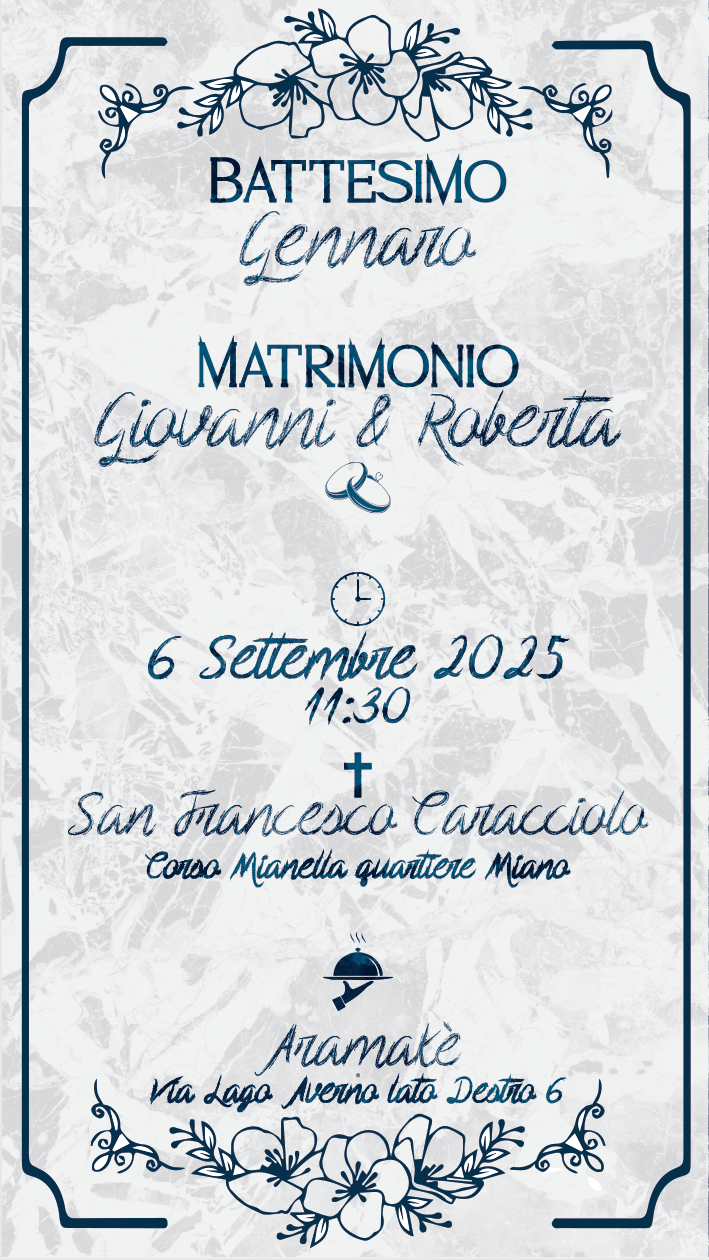 BATTESIMO
Gennaro
MATRIMONIO
Giovanni & Roberta
6 Settembre 2025
11:30
San Francesco Caracciolo
Corso Mianella quartiere Miano
Aramakè
Via Lago Averno lato Destro 6